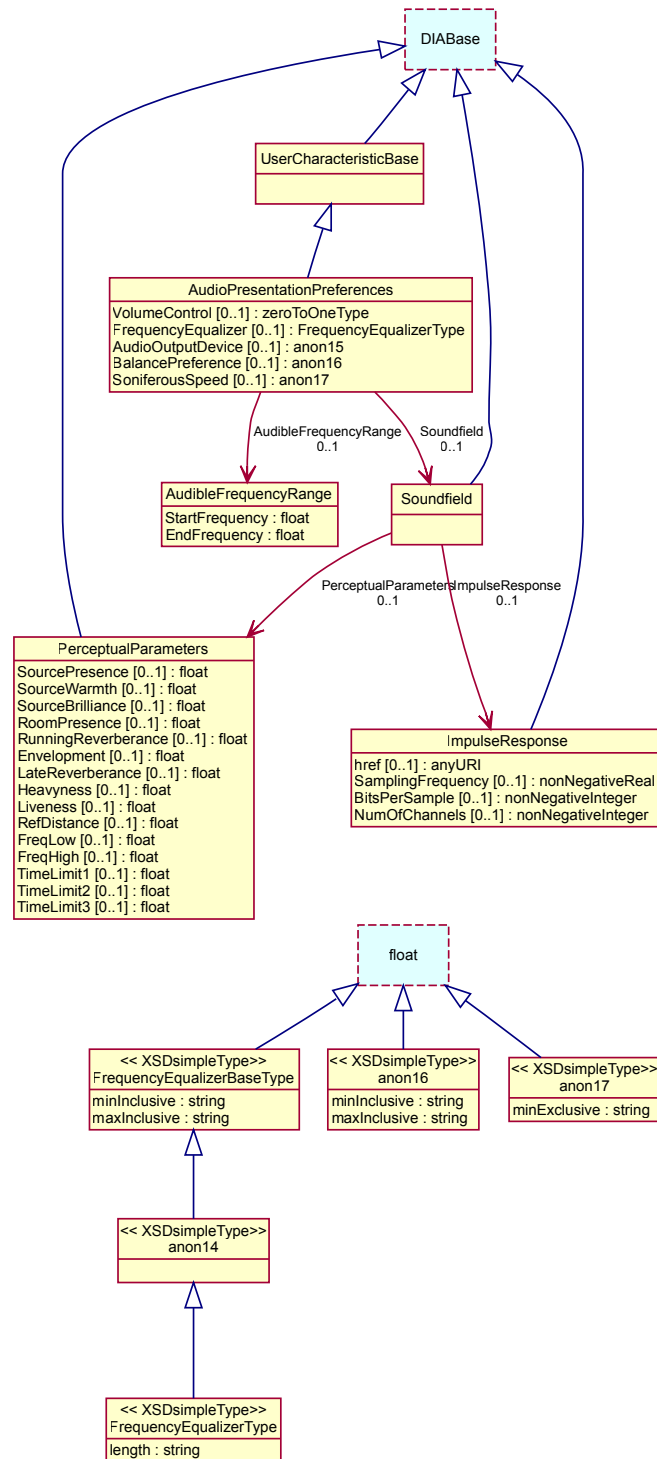 DIABase
UserCharacteristicBase
AudioPresentationPreferences
VolumeControl [0..1] : zeroToOneType
FrequencyEqualizer [0..1] : FrequencyEqualizerType
AudioOutputDevice [0..1] : anon15
BalancePreference [0..1] : anon16
SoniferousSpeed [0..1] : anon17
AudibleFrequencyRange
0..1
Soundfield
0..1
AudibleFrequencyRange
StartFrequency : float
EndFrequency : float
Soundfield
PerceptualParameters
0..1
ImpulseResponse
0..1
PerceptualParameters
SourcePresence [0..1] : float
SourceWarmth [0..1] : float
SourceBrilliance [0..1] : float
RoomPresence [0..1] : float
RunningReverberance [0..1] : float
Envelopment [0..1] : float
LateReverberance [0..1] : float
Heavyness [0..1] : float
Liveness [0..1] : float
RefDistance [0..1] : float
FreqLow [0..1] : float
FreqHigh [0..1] : float
TimeLimit1 [0..1] : float
TimeLimit2 [0..1] : float
TimeLimit3 [0..1] : float
ImpulseResponse
href [0..1] : anyURI
SamplingFrequency [0..1] : nonNegativeReal
BitsPerSample [0..1] : nonNegativeInteger
NumOfChannels [0..1] : nonNegativeInteger
float
<< XSDsimpleType>>
FrequencyEqualizerBaseType
minInclusive : string
maxInclusive : string
<< XSDsimpleType>>
anon16
minInclusive : string
maxInclusive : string
<< XSDsimpleType>>
anon17
minExclusive : string
<< XSDsimpleType>>
anon14
<< XSDsimpleType>>
FrequencyEqualizerType
length : string